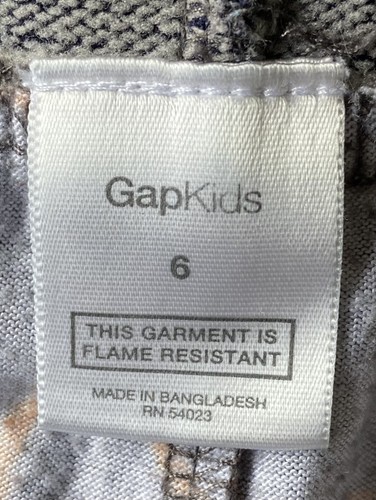 GapKids
6
THIS GARMENT IS
FLAME RESISTANT
MADE IN BANGLADESH
RN 54023